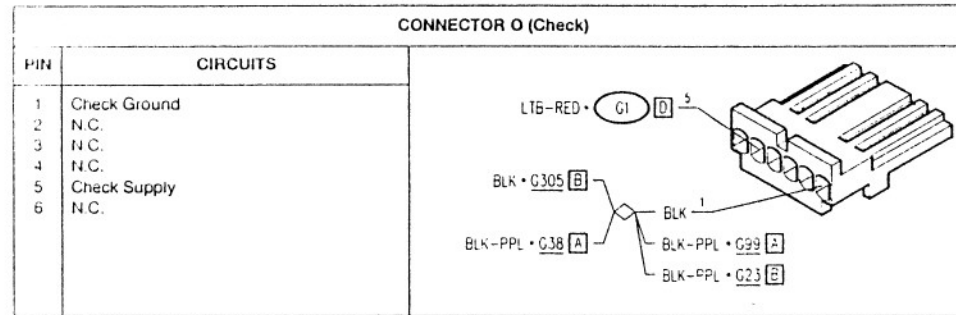 CONNECTOR O (Check)
PIN CIRCUITS
1 Check Ground
2 N.C.
3 N.C.
4 N.C.
5 Check Supply
6 N.C.
LTB-RED • G1 D 5
BLK • G305 B
BLK 1
BLK-PPL • G38 A
BLK-PPL • G99 A
BLK-PPL • G23 B